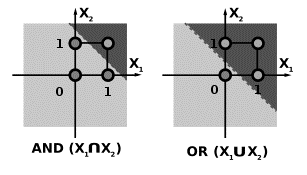 X₂
X₂
1
1
X₁
X₁
0
1
0
1
AND (X₁∩X₂)
OR (X₁∪X₂)